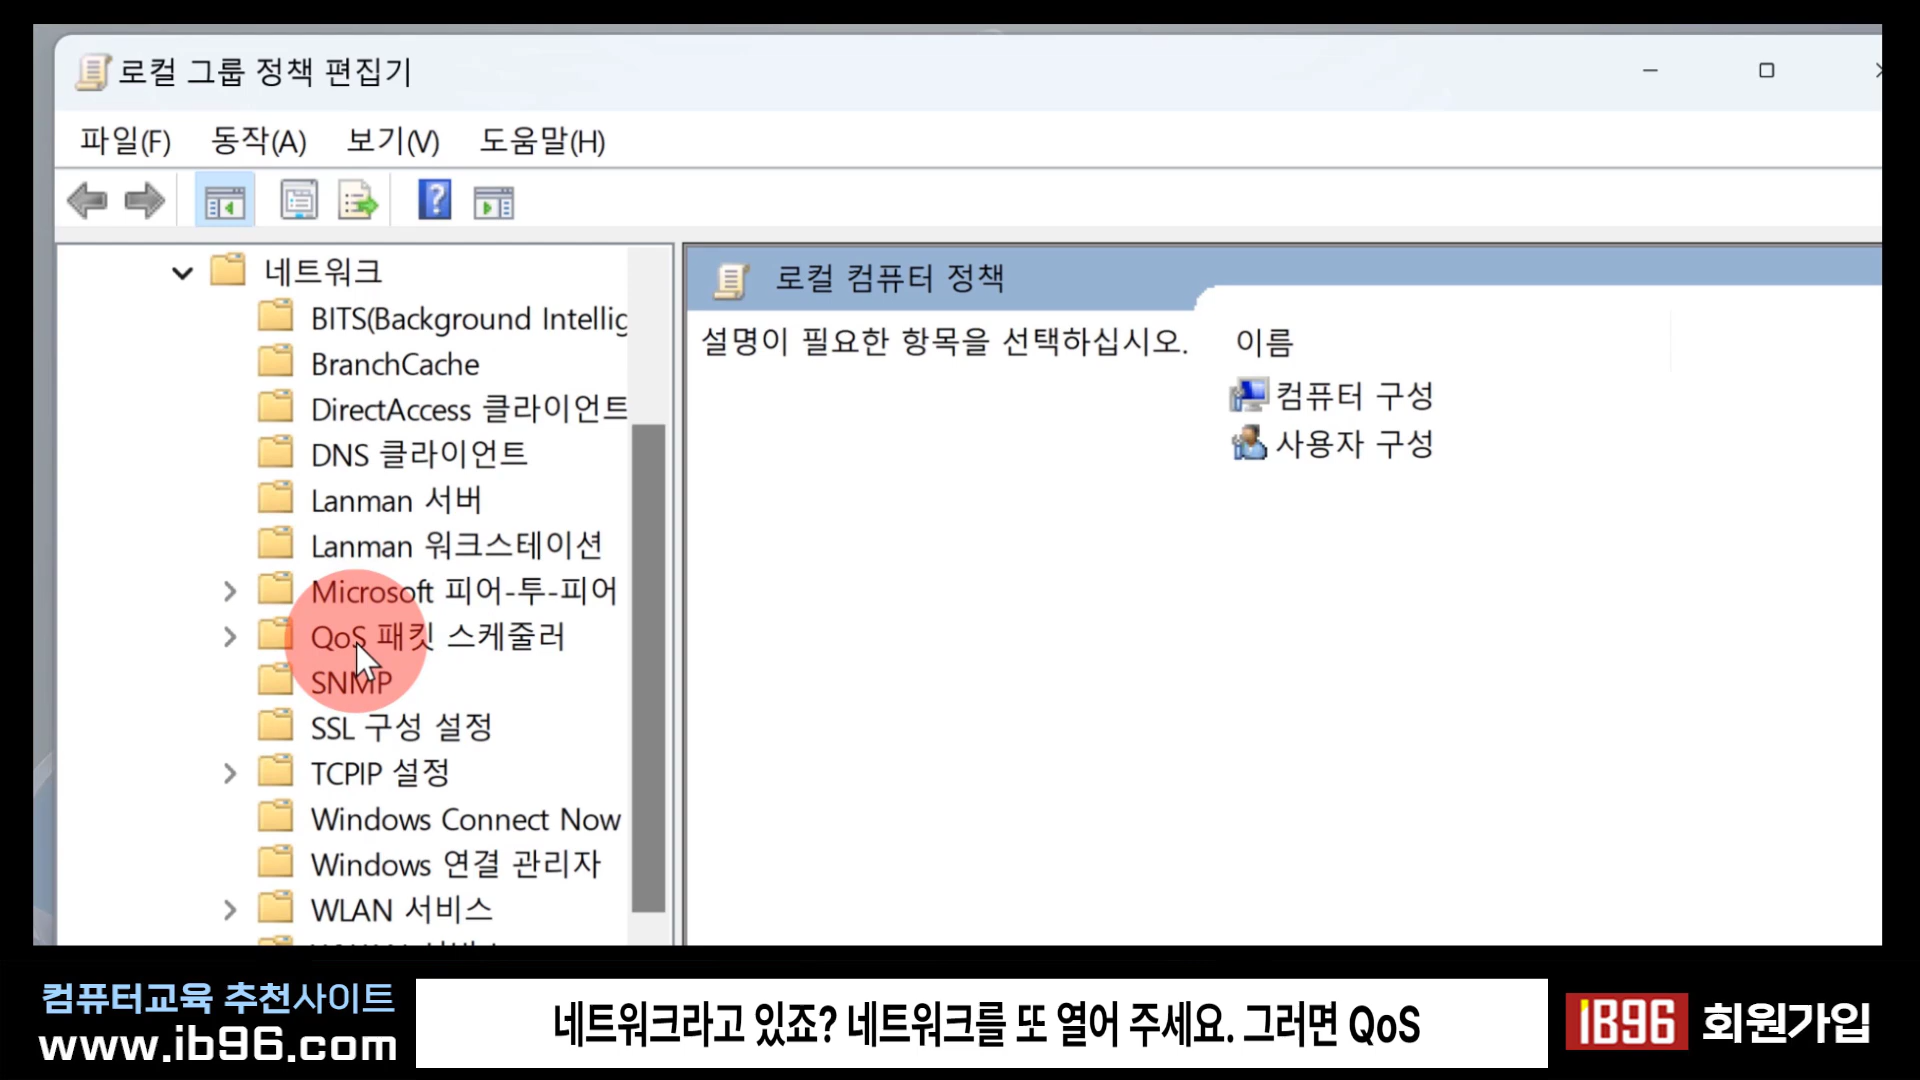 로컬 그룹 정책 편집기
파일(F) 동작(A) 보기(V) 도움말(H)
네트워크
BITS(Background Intellig
BranchCache
DirectAccess 클라이언트
DNS 클라이언트
Lanman 서버
Lanman 워크스테이션
Microsoft 피어-투-피어
QoS 패킷 스케줄러
SNMP
SSL 구성 설정
TCPIP 설정
Windows Connect Now
Windows 연결 관리자
WLAN 서비스
로컬 컴퓨터 정책
설명이 필요한 항목을 선택하십시오.
이름
컴퓨터 구성
사용자 구성
컴퓨터교육 추천사이트
www.ib96.com
네트워크라고 있죠? 네트워크를 또 열어 주세요. 그러면 QoS
IB96 회원가입